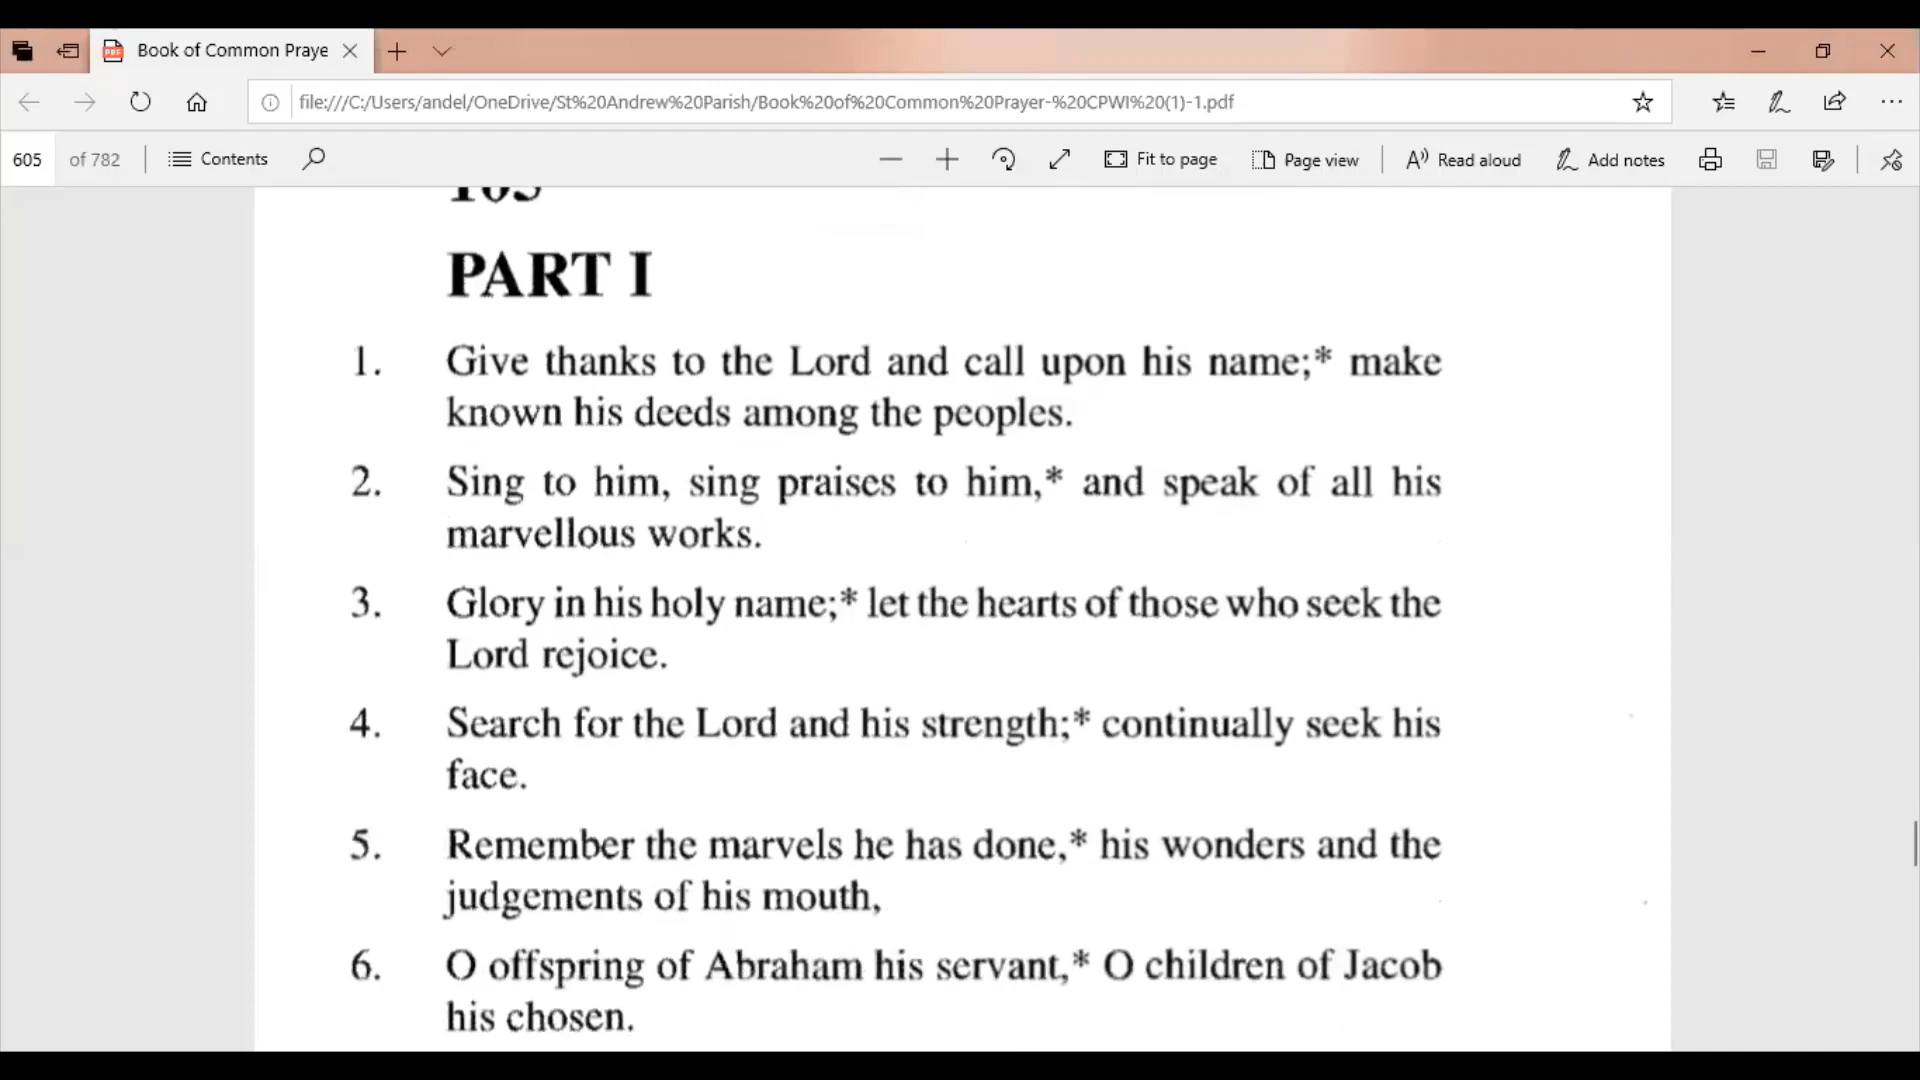 Book of Common Praye
file:///C:/Users/andel/OneDrive/St%20Andrew%20Parish/Book%20of%20Common%20Prayer-%20CPWI%20(1)-1.pdf
605 of 782 Contents Fit to page Page view Read aloud Add notes
105
PART I
1. Give thanks to the Lord and call upon his name;* make
known his deeds among the peoples.
2. Sing to him, sing praises to him,* and speak of all his
marvellous works.
3. Glory in his holy name;* let the hearts of those who seek the
Lord rejoice.
4. Search for the Lord and his strength;* continually seek his
face.
5. Remember the marvels he has done,* his wonders and the
judgements of his mouth,
6. O offspring of Abraham his servant,* O children of Jacob
his chosen.